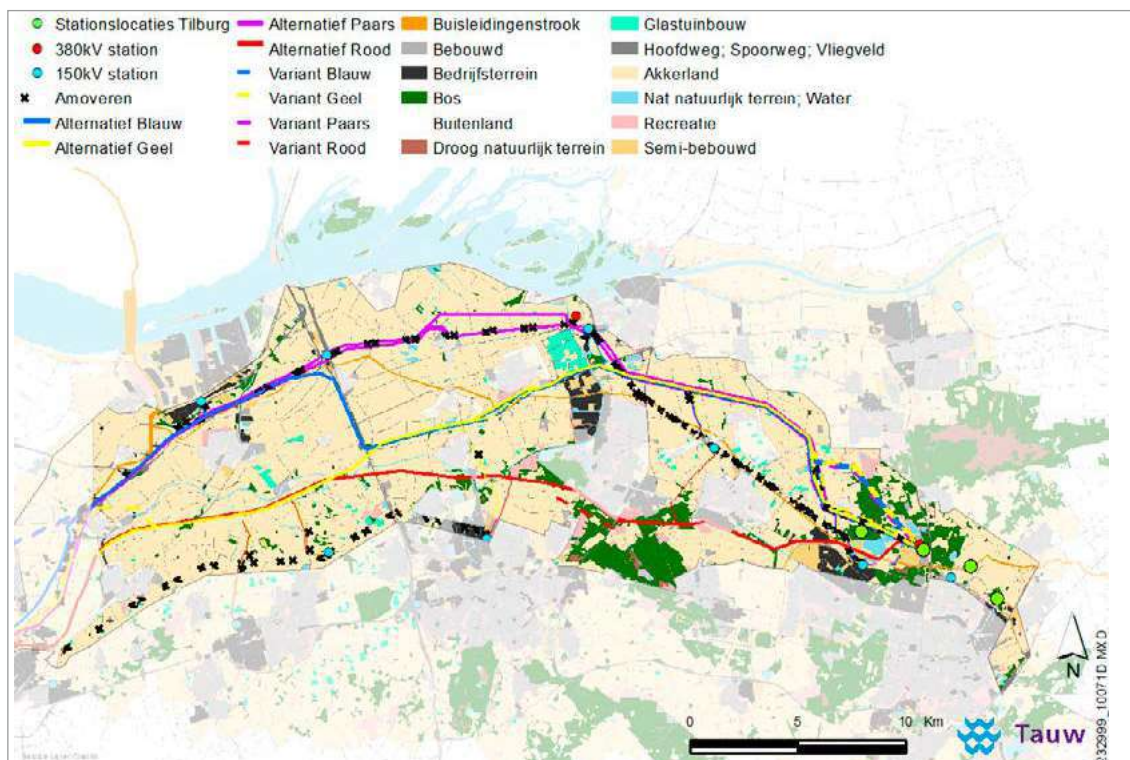 Stationslocaties Tilburg
380kV station
150kV station
Amoveren
Alternatief Blauw
Alternatief Geel
Alternatief Paars
Alternatief Rood
Variant Blauw
Variant Geel
Variant Paars
Variant Rood
Buisleidingenstrook
Bebouwd
Bedrijfsterrein
Bos
Buitenland
Droog natuurlijk terrein
Glastuinbouw
Hoofdweg; Spoorweg; Vliegveld
Akkerland
Nat natuurlijk terrein; Water
Recreatie
Semi-bebouwd
N
0 5 10 Km
Tauw
232999_10071D MXD